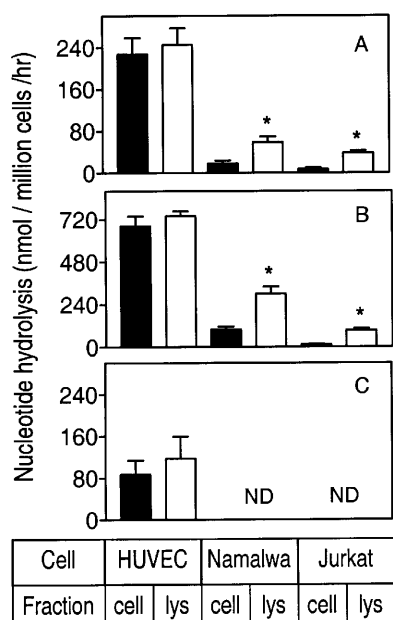 Nucleotide hydrolysis (nmol / million cells /hr)
A
240
160
80
0
*
*
B
720
480
240
0
*
*
C
240
160
80
0
ND
ND
Cell HUVEC Namalwa Jurkat
Fraction cell lys cell lys cell lys